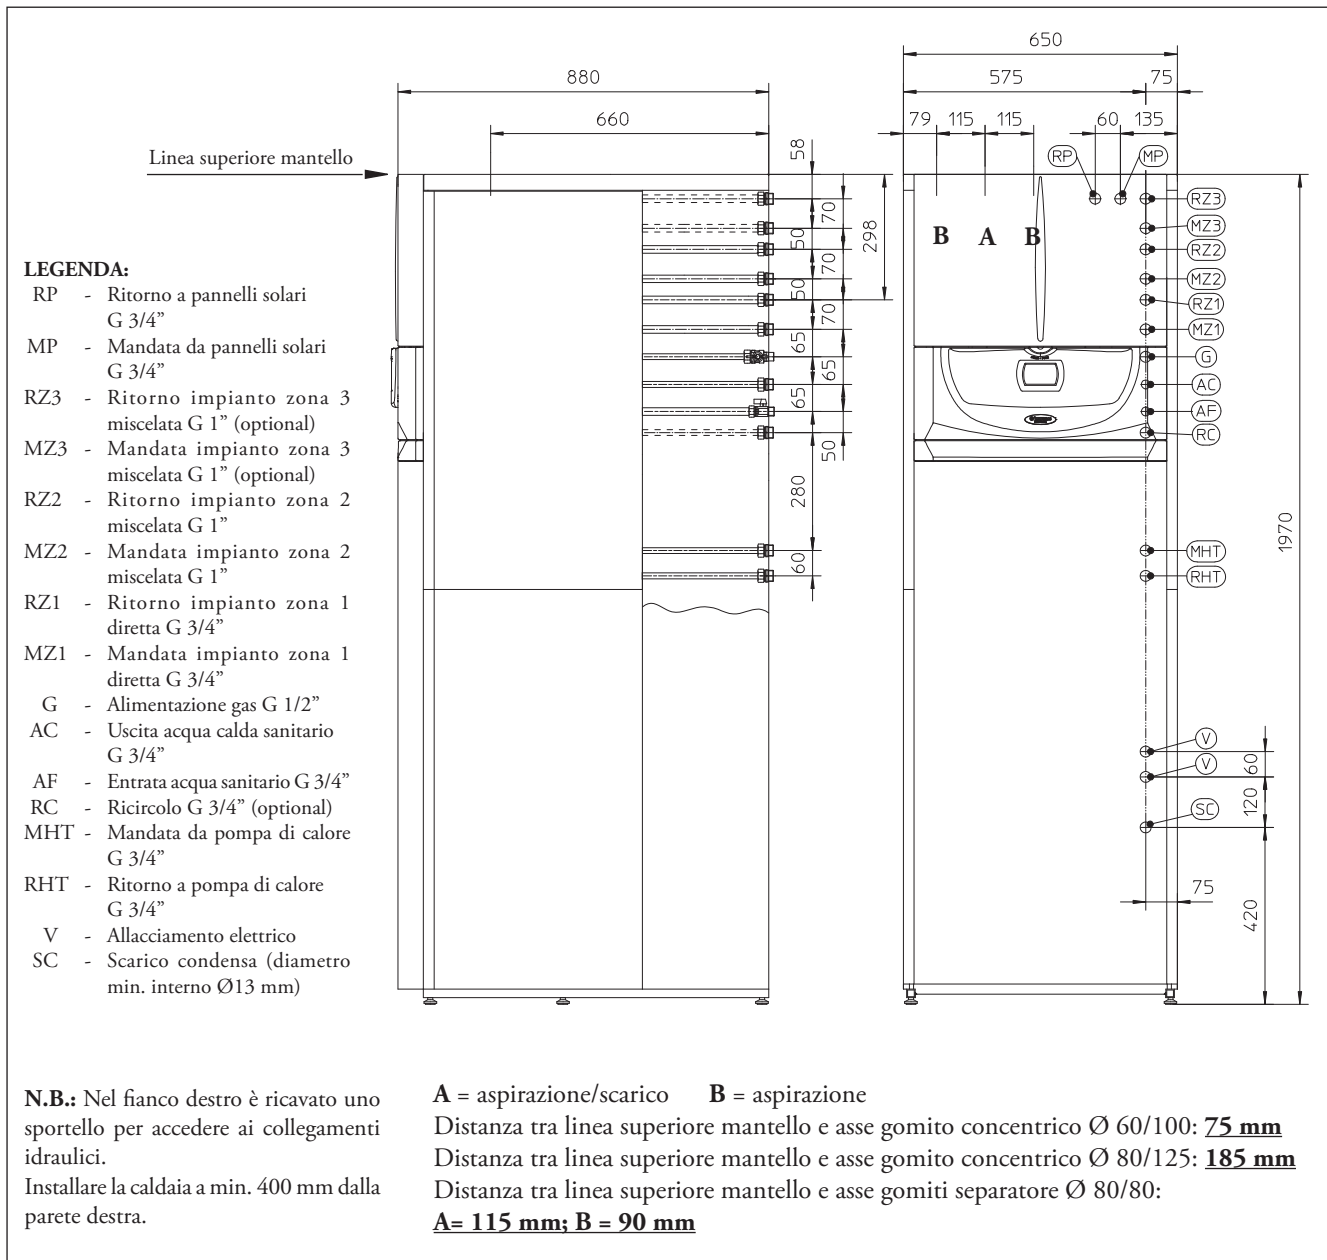 650
880
575
75
660
79
115
115
60
135
58
Linea superiore mantello
RP
MP
RZ3
70
298
MZ3
B
A
B
50
RZ2
LEGENDA:
70
MZ2
RP - Ritorno a pannelli solari
G 3/4”
50
RZ1
70
MZ1
MP - Mandata da pannelli solari
G 3/4”
65
G
65
AC
RZ3 - Ritorno impianto zona 3
miscelata G 1” (optional)
65
AF
MZ3 - Mandata impianto zona 3
miscelata G 1” (optional)
RC
50
280
RZ2 - Ritorno impianto zona 2
miscelata G 1”
1970
MZ2 - Mandata impianto zona 2
miscelata G 1”
MHT
60
RHT
RZ1 - Ritorno impianto zona 1
diretta G 3/4”
MZ1 - Mandata impianto zona 1
diretta G 3/4”
G - Alimentazione gas G 1/2”
AC - Uscita acqua calda sanitario
G 3/4”
V
60
V
AF - Entrata acqua sanitario G 3/4”
RC - Ricircolo G 3/4” (optional)
120
SC
MHT - Mandata da pompa di calore
G 3/4”
RHT - Ritorno a pompa di calore
G 3/4”
75
420
V - Allacciamento elettrico
SC - Scarico condensa (diametro
min. interno Ø13 mm)
N.B.: Nel fianco destro è ricavato uno
sportello per accedere ai collegamenti
idraulici.
Installare la caldaia a min. 400 mm dalla
parete destra.
A = aspirazione/scarico B = aspirazione
Distanza tra linea superiore mantello e asse gomito concentrico Ø 60/100: 75 mm
Distanza tra linea superiore mantello e asse gomito concentrico Ø 80/125: 185 mm
Distanza tra linea superiore mantello e asse gomiti separatore Ø 80/80:
A= 115 mm; B = 90 mm